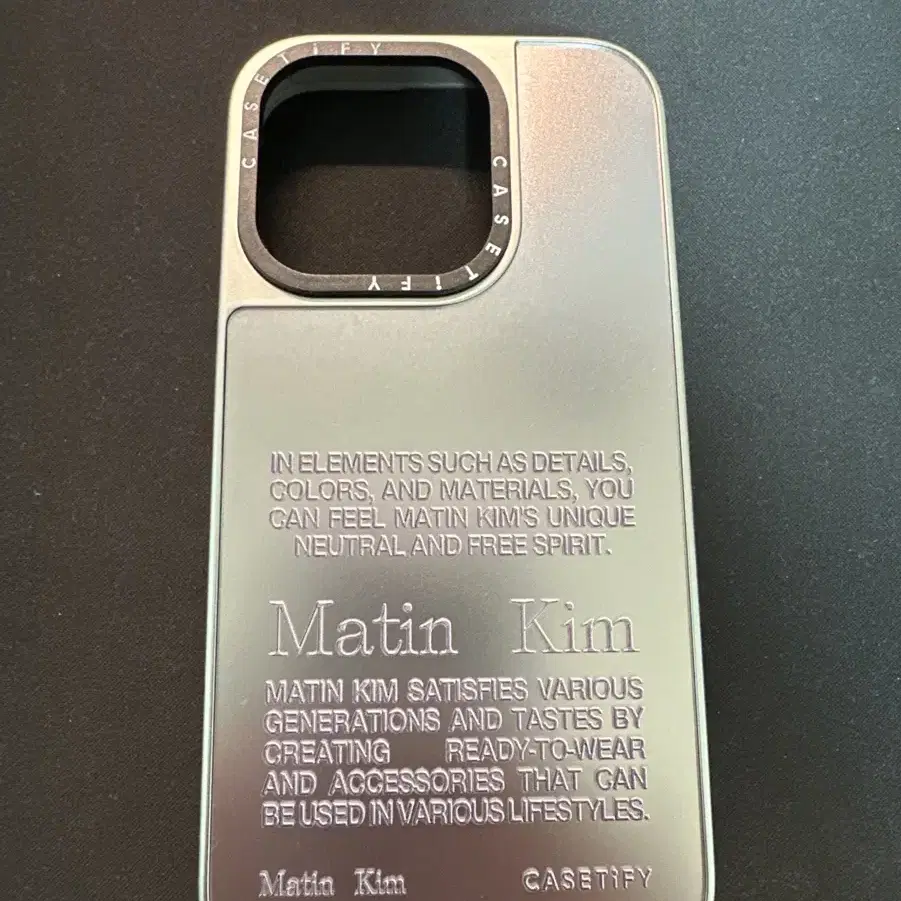 CASETiFY
CASETiFY
IN ELEMENTS SUCH AS DETAILS,
COLORS, AND MATERIALS, YOU
CAN FEEL MATIN KIM'S UNIQUE
NEUTRAL AND FREE SPIRIT.
Matin Kim
MATIN KIM SATISFIES VARIOUS
GENERATIONS AND TASTES BY
CREATING READY-TO-WEAR
AND ACCESSORIES THAT CAN
BE USED IN VARIOUS LIFESTYLES.
Matin Kim CASETiFY